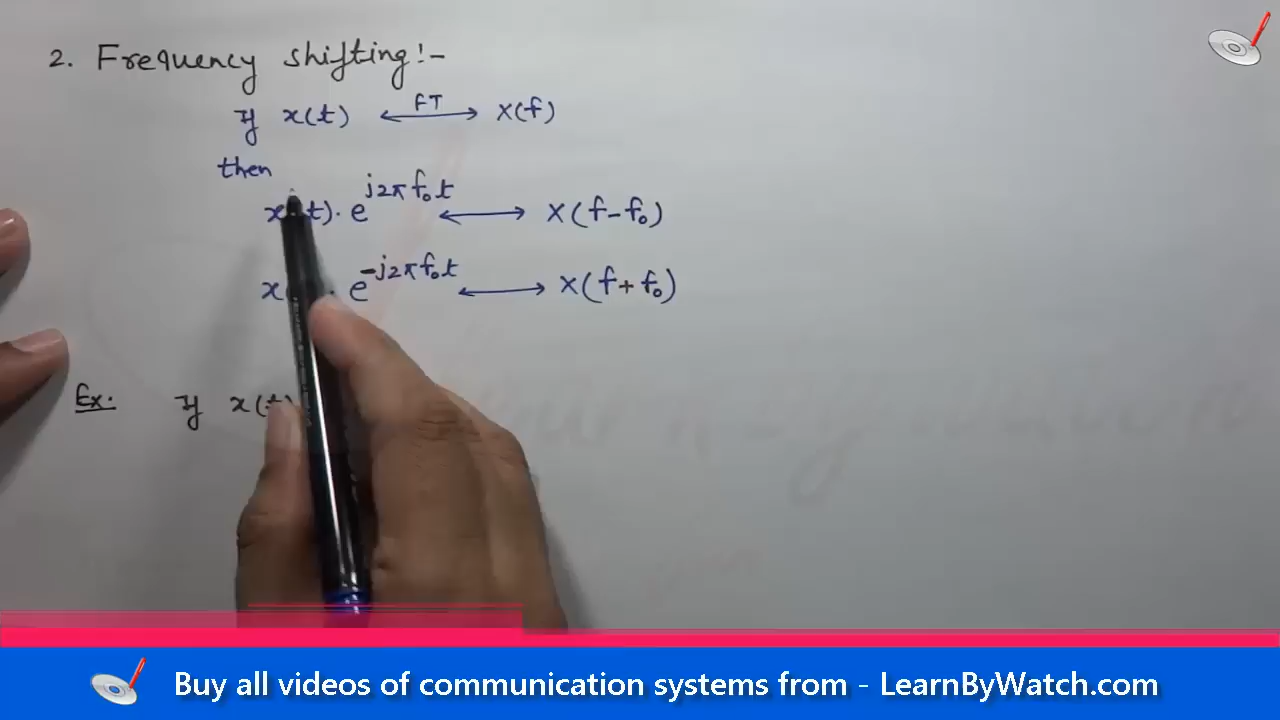 2. Frequency shifting:-
If x(t) <—FT—> X(f)
then
x(t) . e^{j2πf₀t} <—> X(f-f₀)
x( . e^{-j2πf₀t} <—> X(f+f₀)
Ex. If x(t)
Buy all videos of communication systems from - LearnByWatch.com